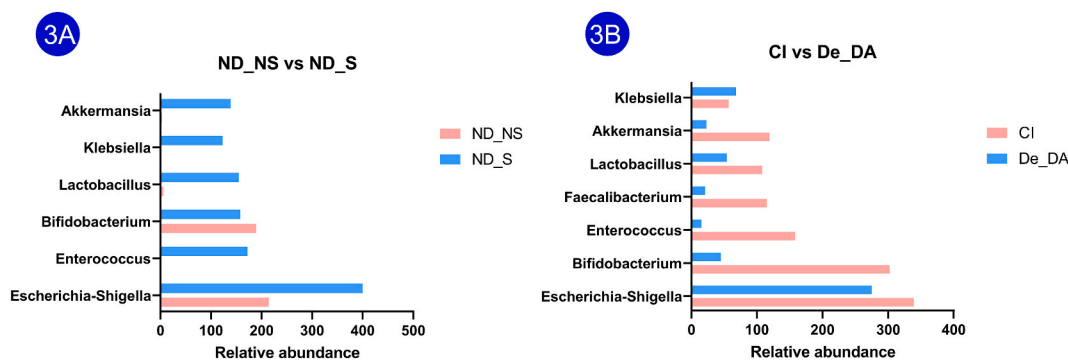 3A
ND_NS vs ND_S
Akkermansia
Klebsiella
Lactobacillus
Bifidobacterium
Enterococcus
Escherichia-Shigella
0 100 200 300 400 500
Relative abundance
ND_NS
ND_S
3B
CI vs De_DA
Klebsiella
Akkermansia
Lactobacillus
Faecalibacterium
Enterococcus
Bifidobacterium
Escherichia-Shigella
0 100 200 300 400
Relative abundance
CI
De_DA